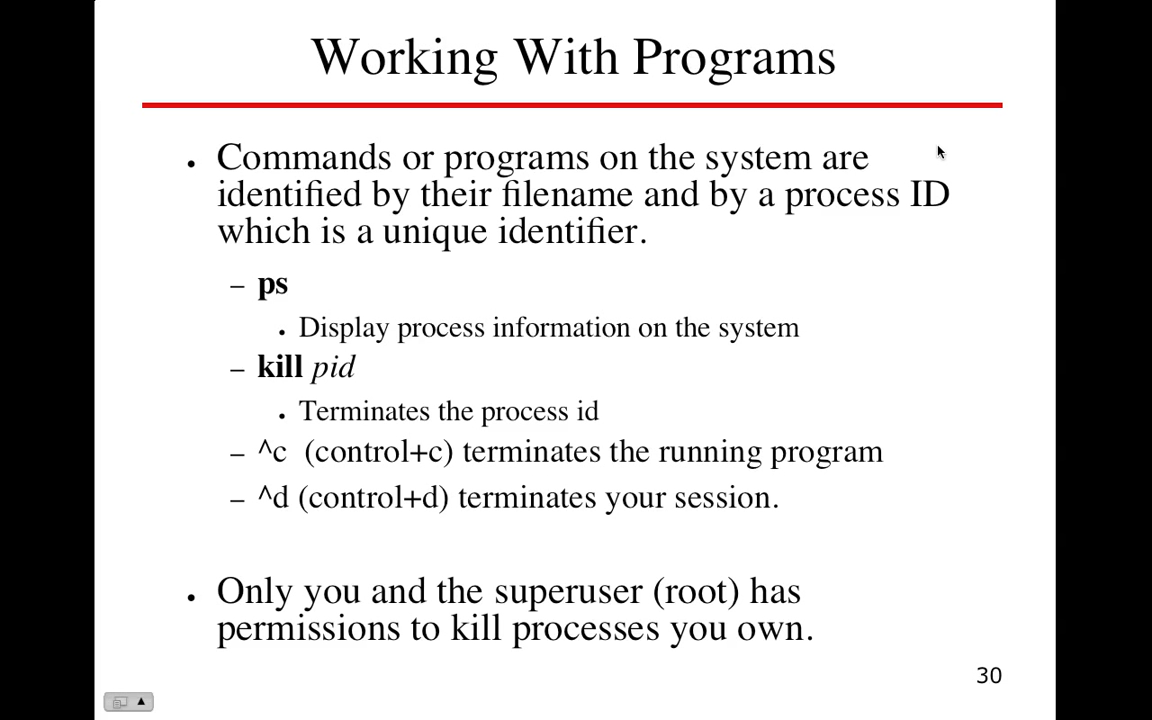 Working With Programs
• Commands or programs on the system are
identified by their filename and by a process ID
which is a unique identifier.
– ps
• Display process information on the system
– kill pid
• Terminates the process id
– ^c  (control+c) terminates the running program
– ^d (control+d) terminates your session.
• Only you and the superuser (root) has
permissions to kill processes you own.
30